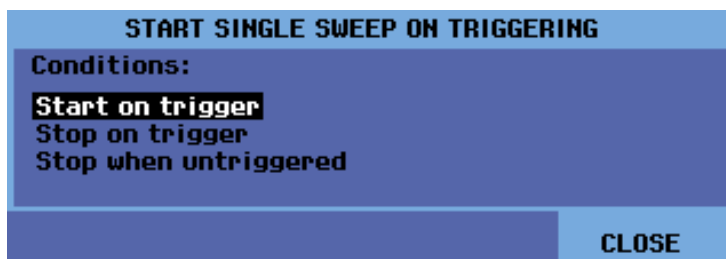 START SINGLE SWEEP ON TRIGGERING
Conditions:
Start on trigger
Stop on trigger
Stop when untriggered
CLOSE